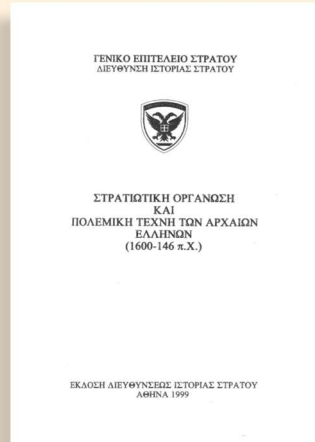 ΓΕΝΙΚΟ ΕΠΙΤΕΛΕΙΟ ΣΤΡΑΤΟΥ
ΔΙΕΥΘΥΝΣΗ ΙΣΤΟΡΙΑΣ ΣΤΡΑΤΟΥ
ΣΤΡΑΤΙΩΤΙΚΗ ΟΡΓΑΝΩΣΗ
ΚΑΙ
ΠΟΛΕΜΙΚΗ ΤΕΧΝΗ ΤΩΝ ΑΡΧΑΙΩΝ
ΕΛΛΗΝΩΝ
(1600-146 π.Χ.)
ΕΚΔΟΣΗ ΔΙΕΥΘΥΝΣΕΩΣ ΙΣΤΟΡΙΑΣ ΣΤΡΑΤΟΥ
ΑΘΗΝΑ 1999